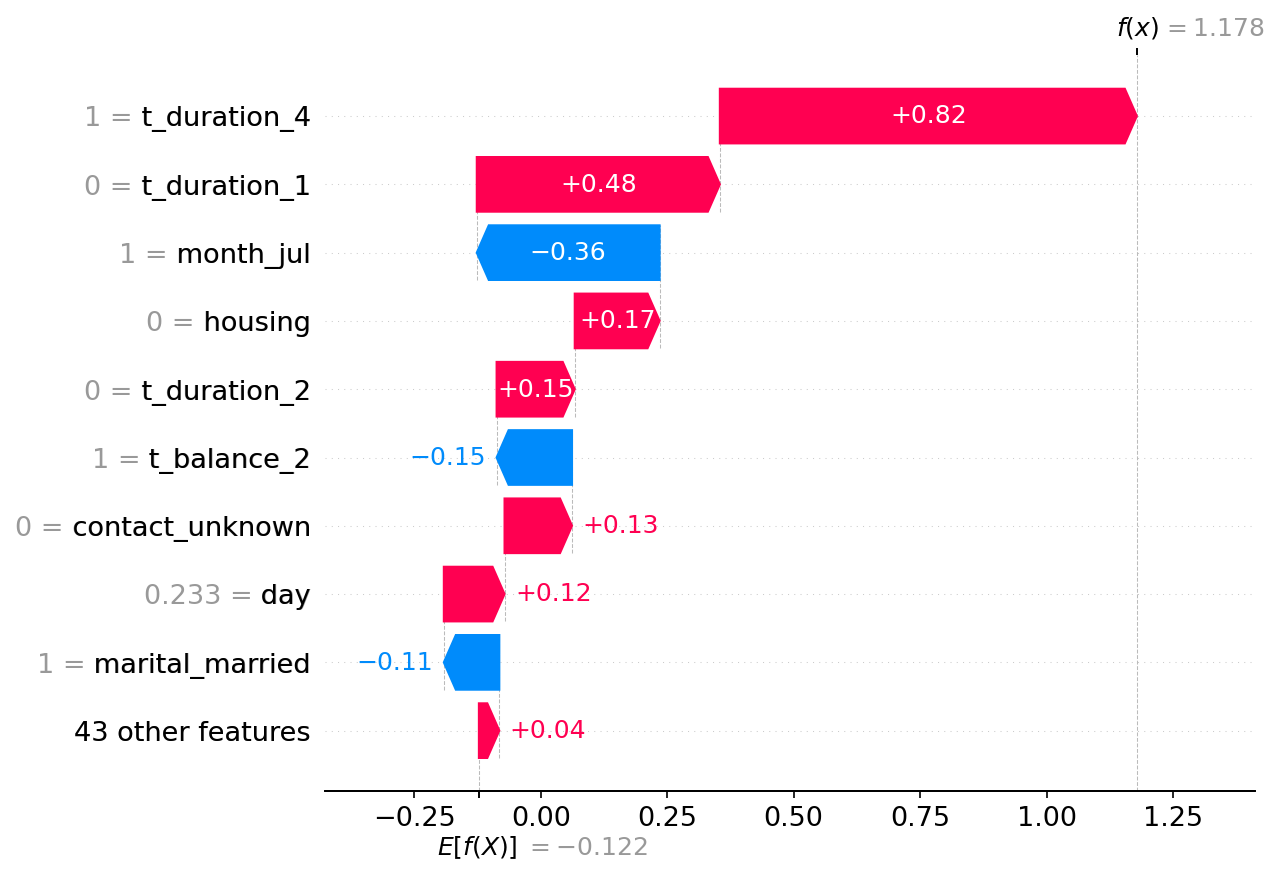 f(x) = 1.178
1 = t_duration_4 +0.82
0 = t_duration_1 +0.48
1 = month_jul −0.36
0 = housing +0.17
0 = t_duration_2 +0.15
1 = t_balance_2 −0.15
0 = contact_unknown +0.13
0.233 = day +0.12
1 = marital_married −0.11
43 other features +0.04
−0.25 0.00 0.25 0.50 0.75 1.00 1.25
E[f(X)] = −0.122